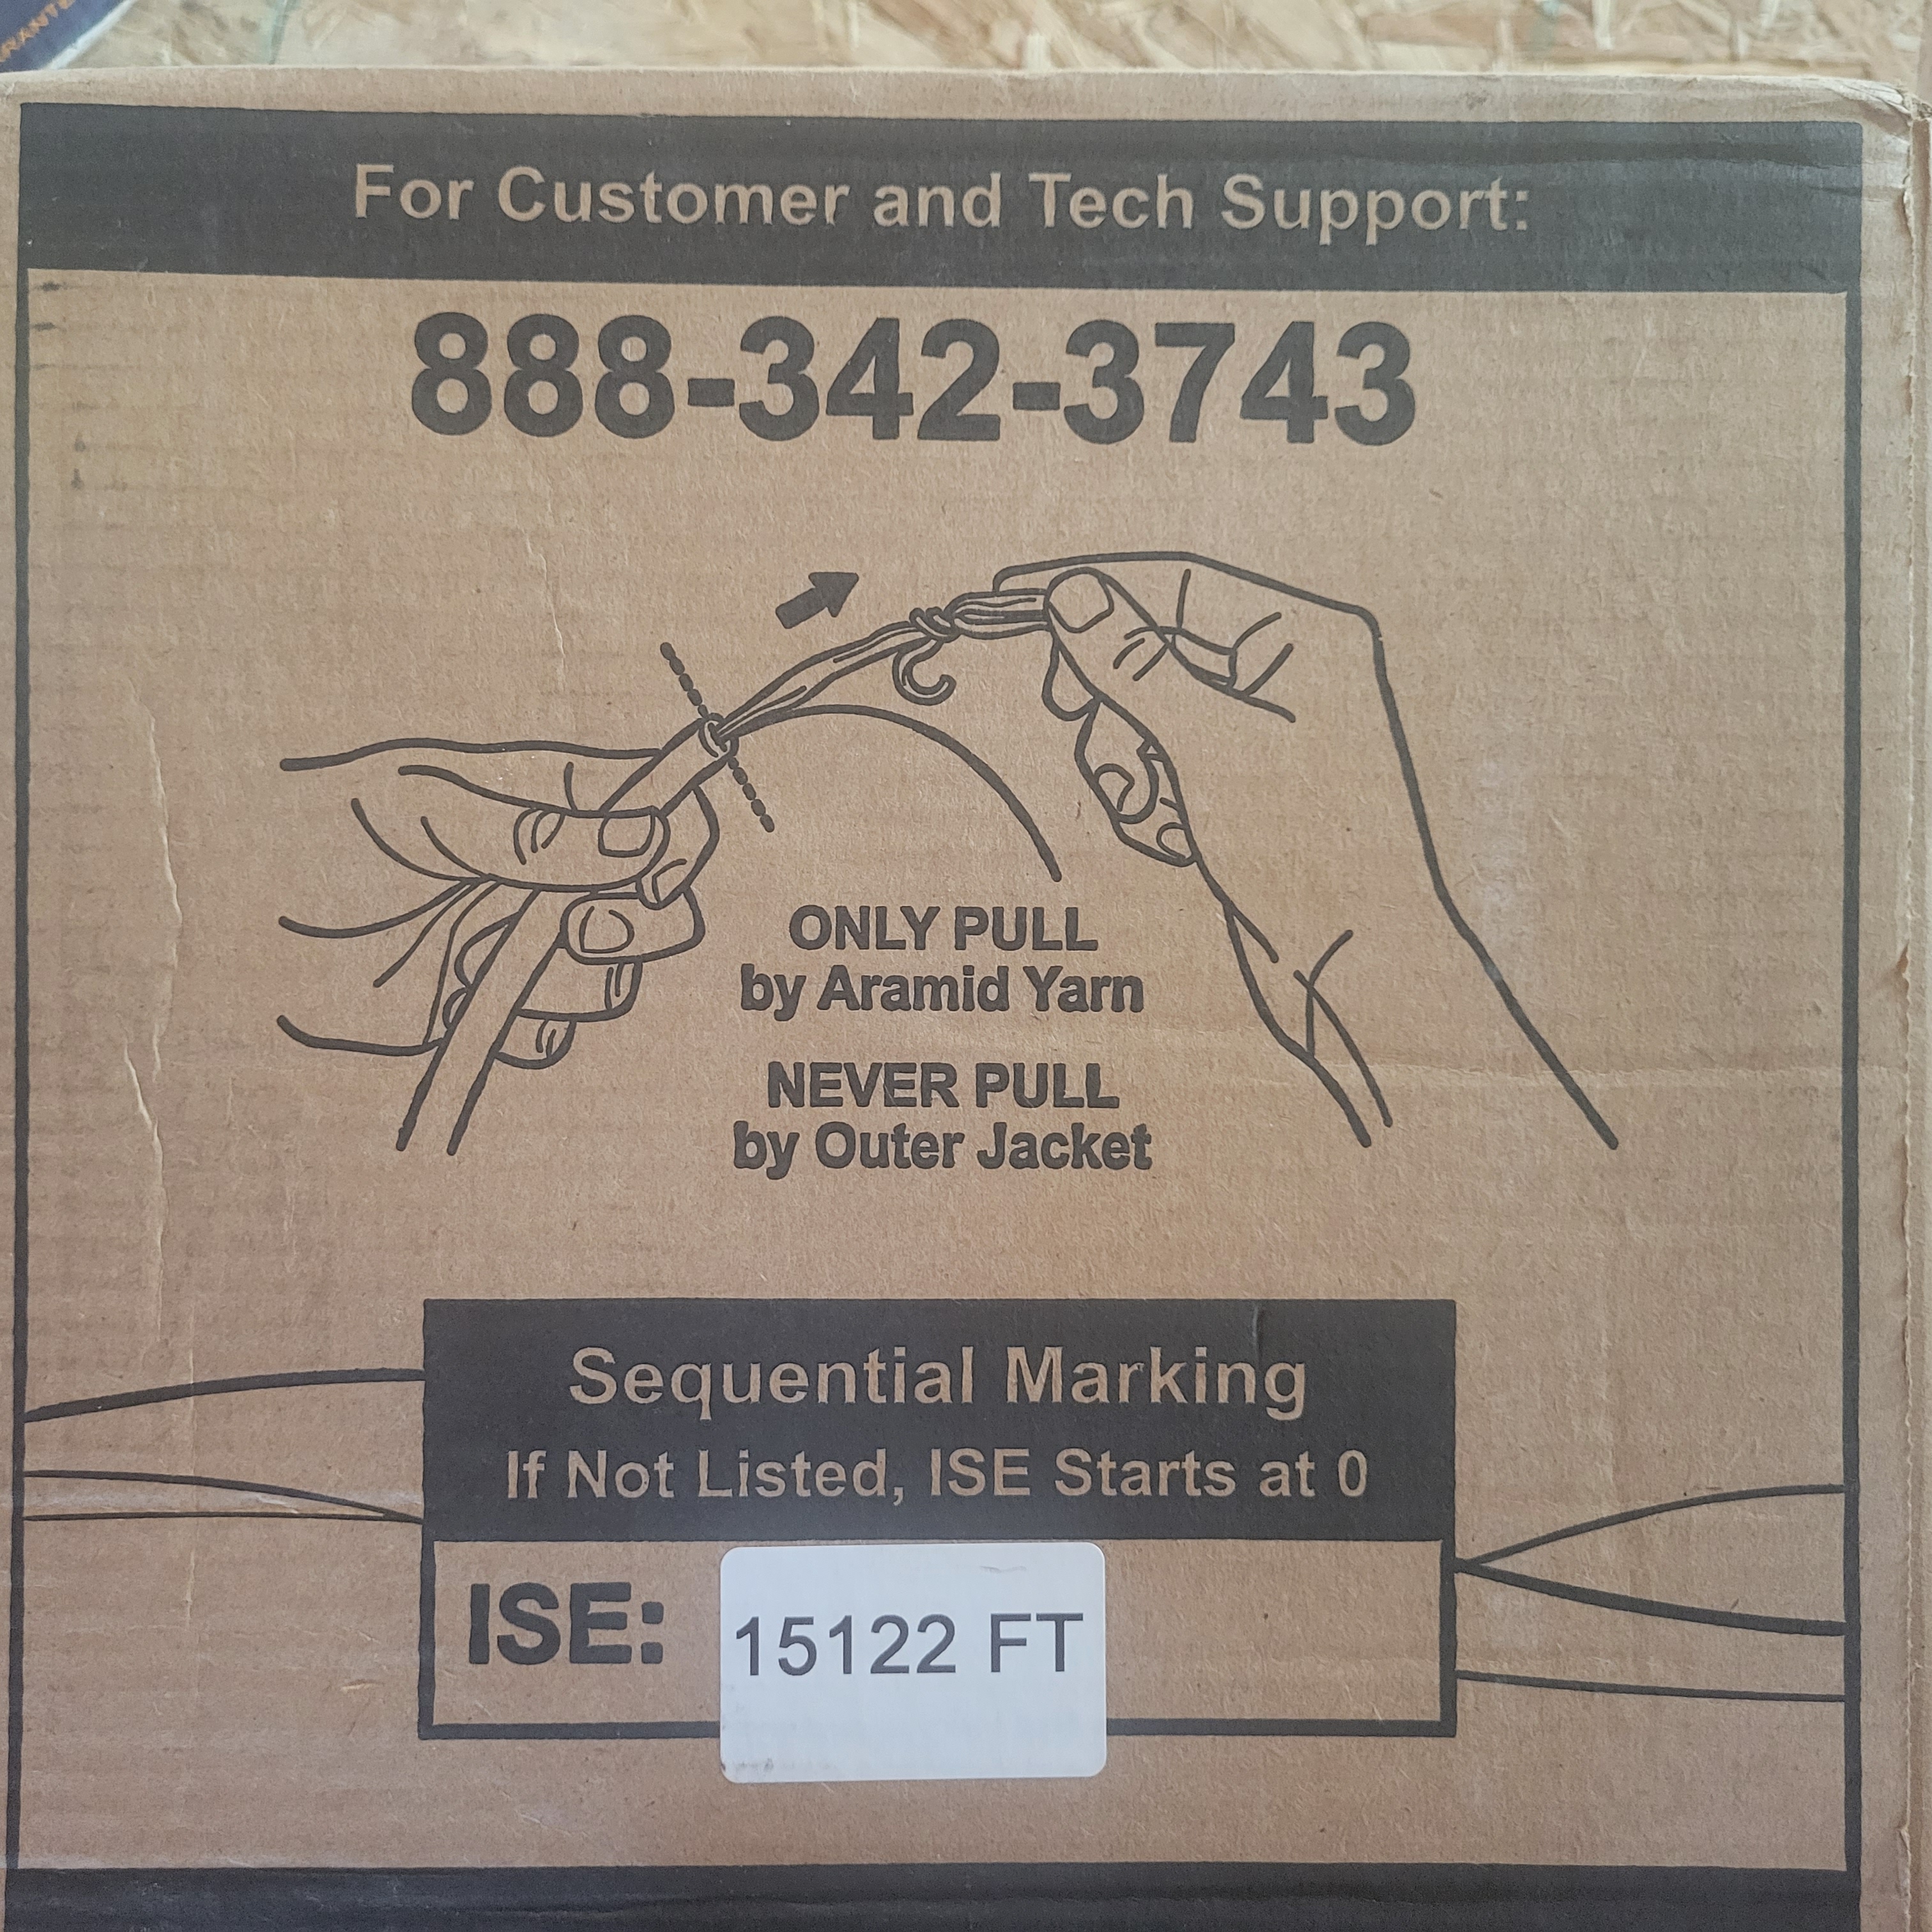 For Customer and Tech Support:
888-342-3743
ONLY PULL
by Aramid Yarn
NEVER PULL
by Outer Jacket
Sequential Marking
If Not Listed, ISE Starts at 0
ISE: 15122 FT